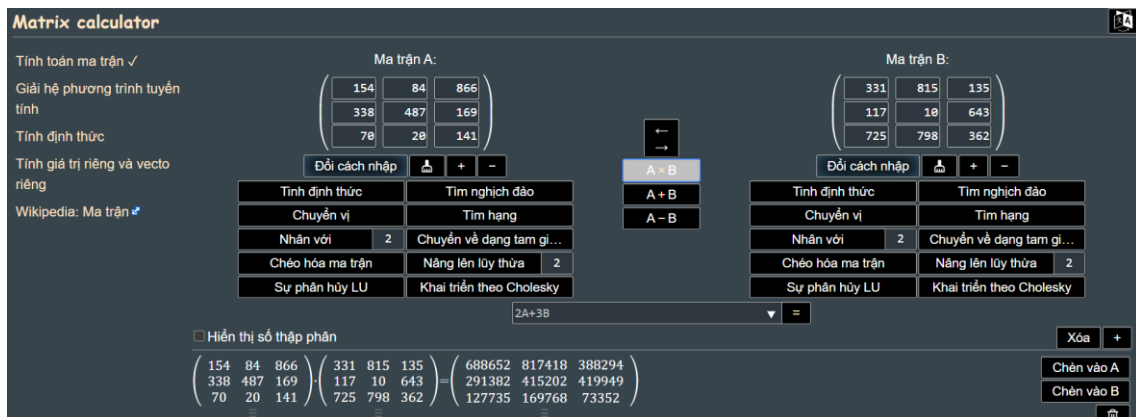 Matrix calculator
Tính toán ma trận ✓
Giải hệ phương trình tuyến
tính
Tính định thức
Tính giá trị riêng và vecto
riêng
Wikipedia: Ma trận
Ma trận A:
154 84 866
338 487 169
70 20 141
Đổi cách nhập + −
Tính định thức Tìm nghịch đảo
Chuyển vị Tìm hạng
Nhân với 2 Chuyển về dạng tam gi...
Chéo hóa ma trận Nâng lên lũy thừa 2
Sự phân hủy LU Khai triển theo Cholesky
←
→
A × B
A + B
A − B
Ma trận B:
331 815 135
117 10 643
725 798 362
Đổi cách nhập + −
Tính định thức Tìm nghịch đảo
Chuyển vị Tìm hạng
Nhân với 2 Chuyển về dạng tam gi...
Chéo hóa ma trận Nâng lên lũy thừa 2
Sự phân hủy LU Khai triển theo Cholesky
2A+3B ▼ =
Hiển thị số thập phân Xóa +
154 84 866 331 815 135 688652 817418 388294
338 487 169 · 117 10 643 = 291382 415202 419949
70 20 141 725 798 362 127735 169768 73352
Chèn vào A
Chèn vào B